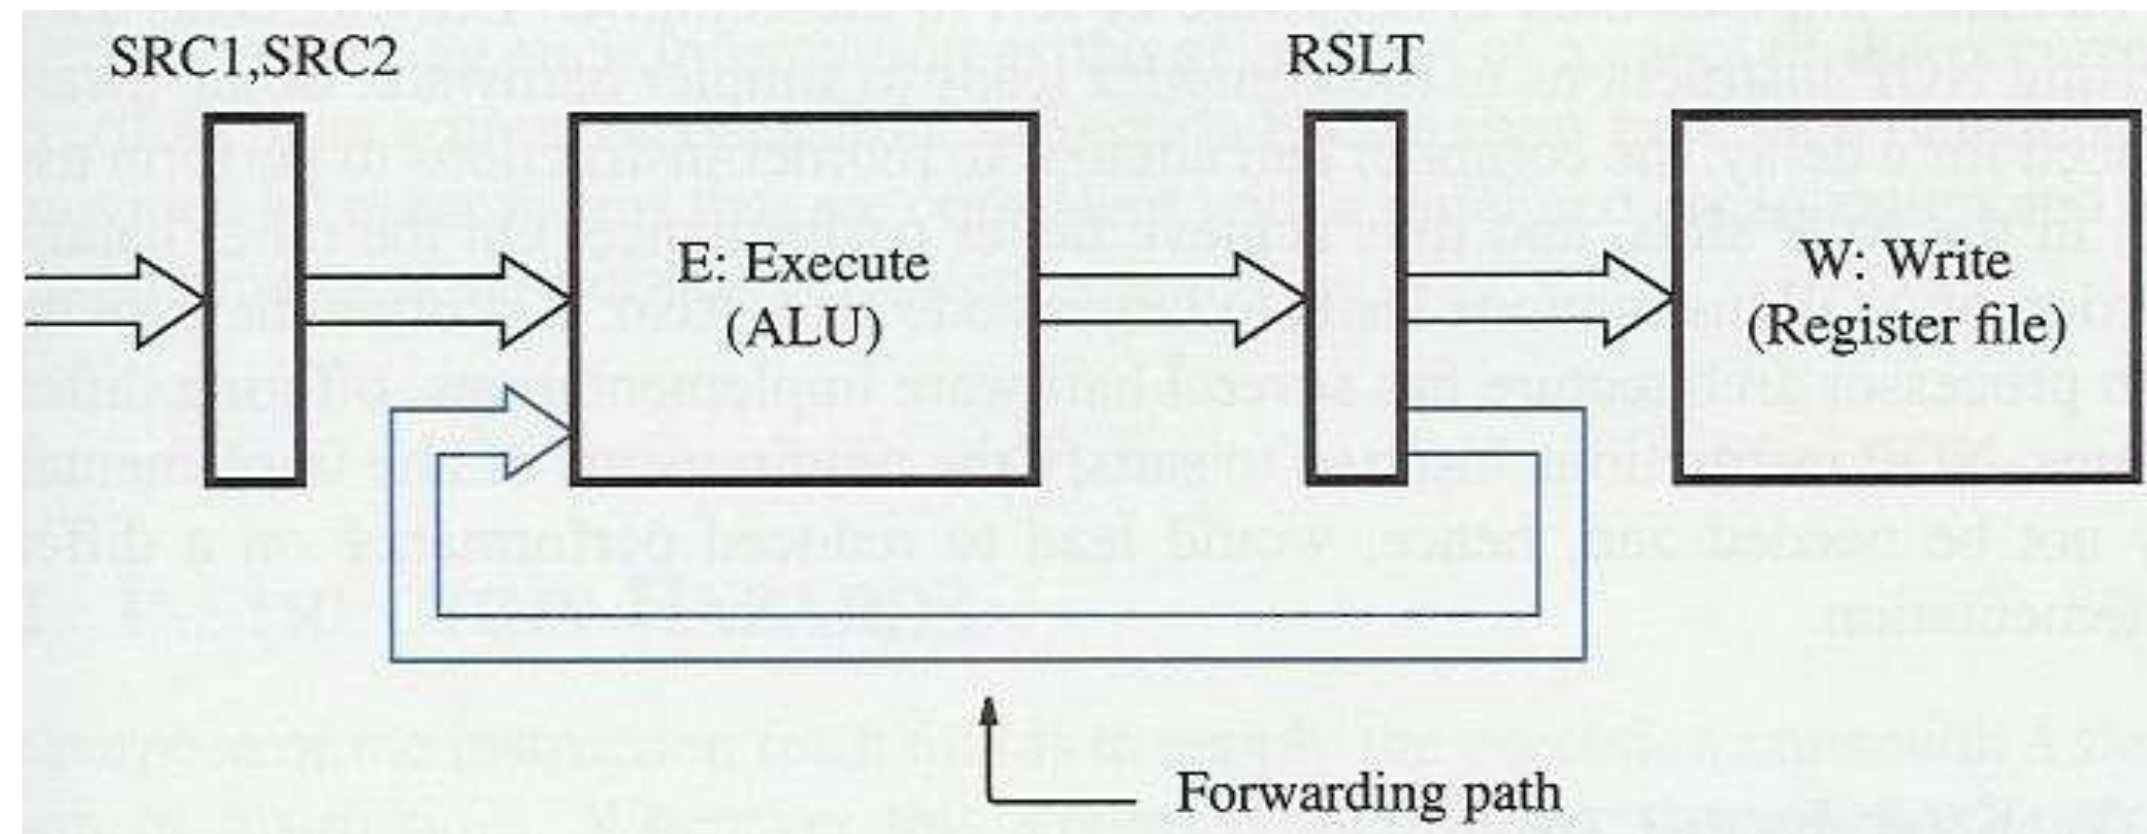 SRC1,SRC2
RSLT
E: Execute
(ALU)
W: Write
(Register file)
Forwarding path